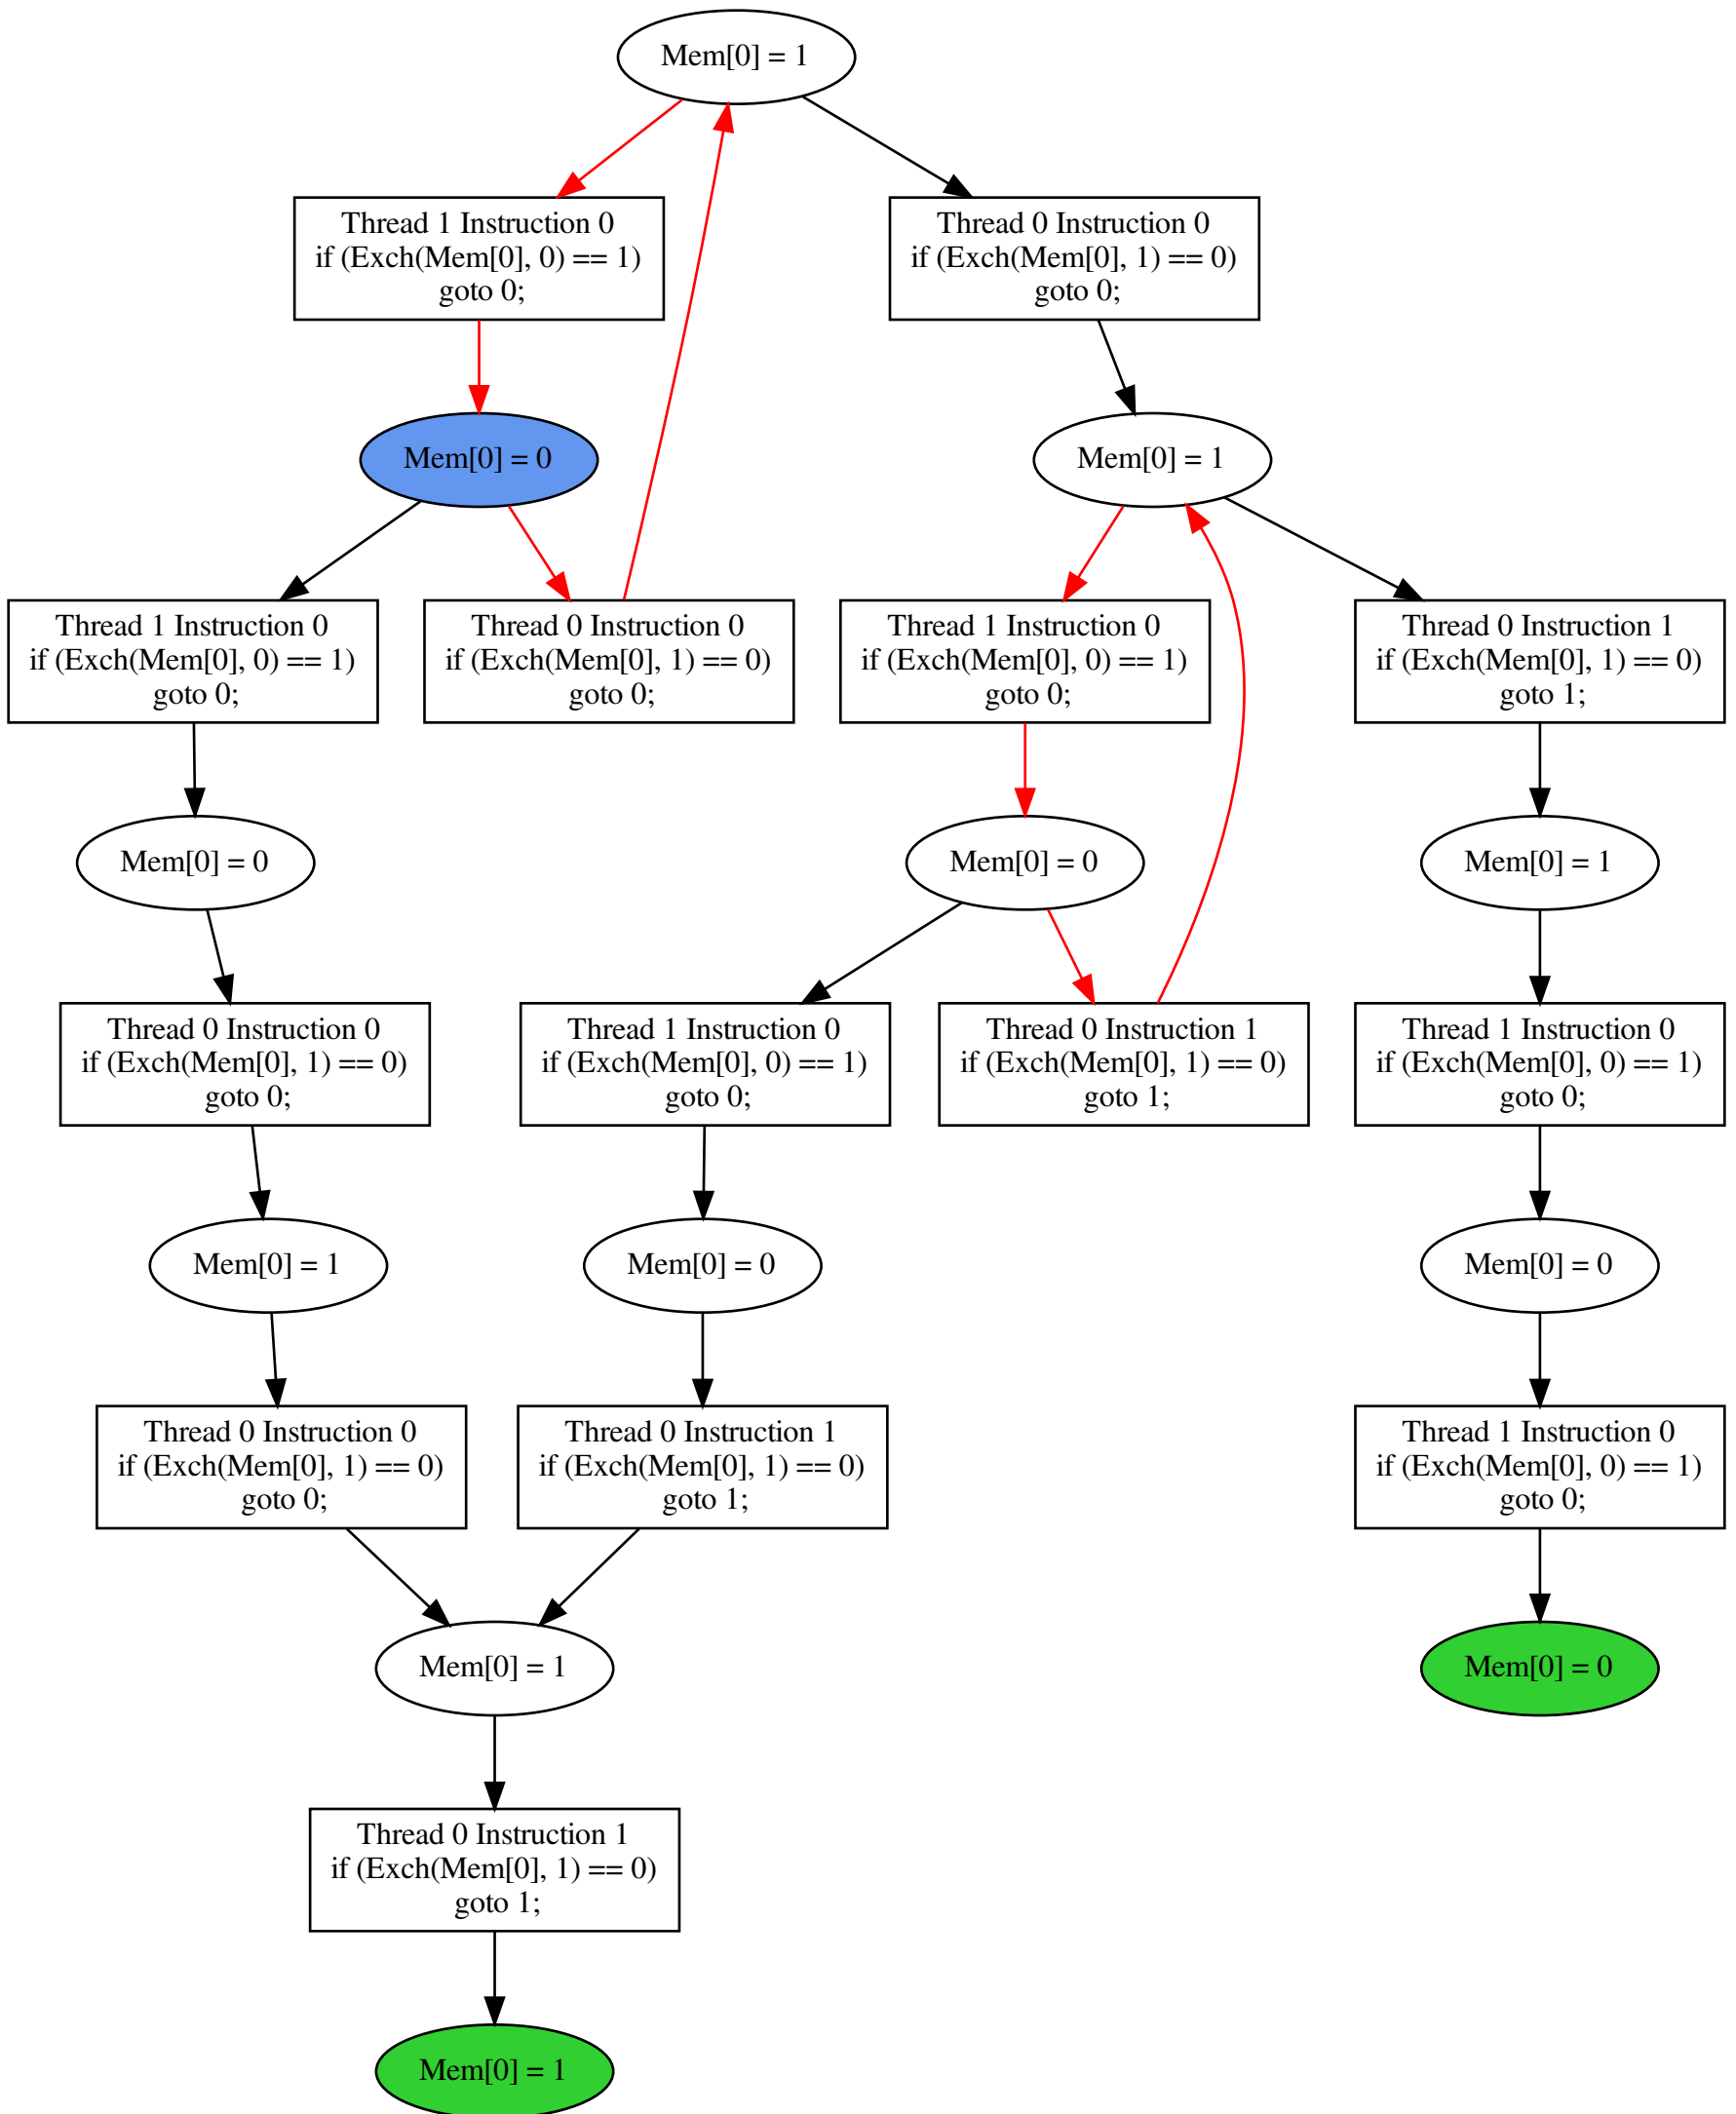 Mem[0] = 1
Thread 1 Instruction 0
if (Exch(Mem[0], 0) == 1)
goto 0;
Thread 0 Instruction 0
if (Exch(Mem[0], 1) == 0)
goto 0;
Mem[0] = 0
Mem[0] = 1
Thread 1 Instruction 0
if (Exch(Mem[0], 0) == 1)
goto 0;
Thread 0 Instruction 0
if (Exch(Mem[0], 1) == 0)
goto 0;
Thread 1 Instruction 0
if (Exch(Mem[0], 0) == 1)
goto 0;
Thread 0 Instruction 1
if (Exch(Mem[0], 1) == 0)
goto 1;
Mem[0] = 0
Mem[0] = 0
Mem[0] = 1
Thread 0 Instruction 0
if (Exch(Mem[0], 1) == 0)
goto 0;
Thread 1 Instruction 0
if (Exch(Mem[0], 0) == 1)
goto 0;
Thread 0 Instruction 1
if (Exch(Mem[0], 1) == 0)
goto 1;
Thread 1 Instruction 0
if (Exch(Mem[0], 0) == 1)
goto 0;
Mem[0] = 1
Mem[0] = 0
Mem[0] = 0
Thread 0 Instruction 0
if (Exch(Mem[0], 1) == 0)
goto 0;
Thread 0 Instruction 1
if (Exch(Mem[0], 1) == 0)
goto 1;
Thread 1 Instruction 0
if (Exch(Mem[0], 0) == 1)
goto 0;
Mem[0] = 1
Mem[0] = 0
Thread 0 Instruction 1
if (Exch(Mem[0], 1) == 0)
goto 1;
Mem[0] = 1